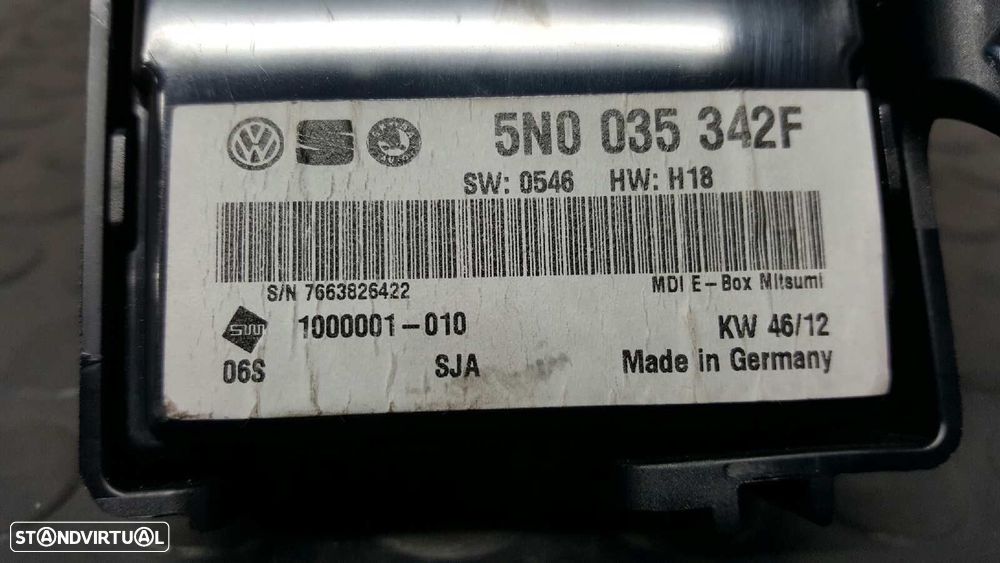 5N0 035 342F
SW: 0546 HW: H18
S/N 7663826422
MDI E-Box Mitsumi
SW
1000001-010
KW 46/12
06S
SJA
Made in Germany
STANDVIRTUAL